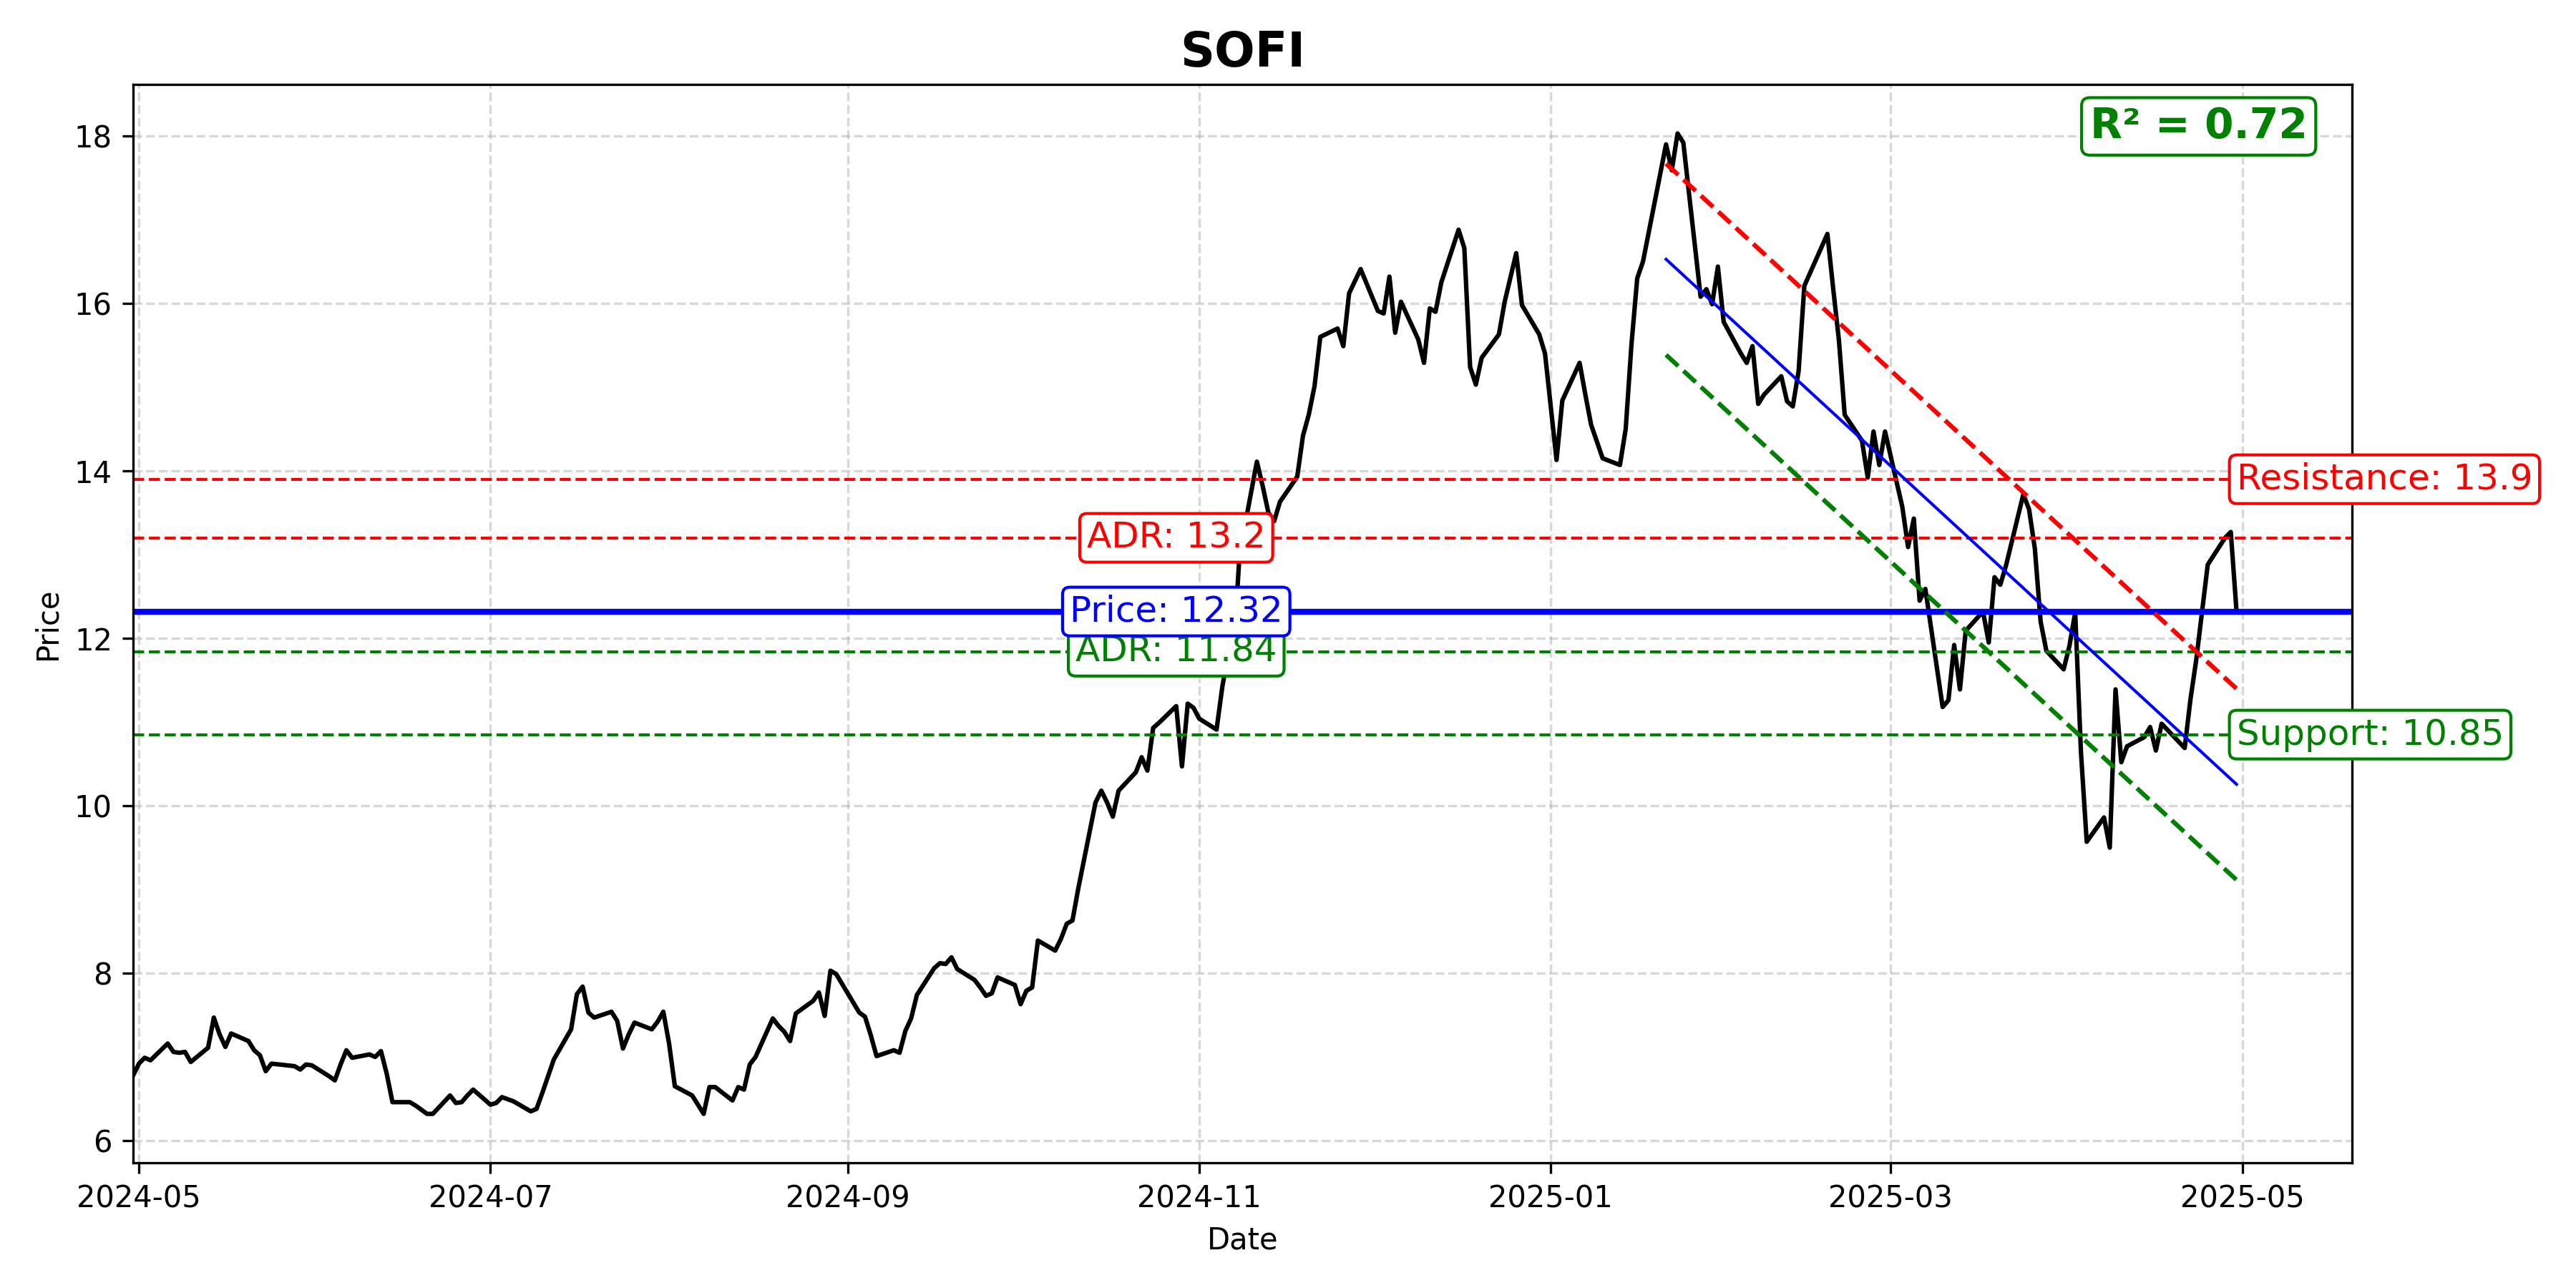 SOFI
R² = 0.72
18
16
14
12
10
8
6
Price
Resistance: 13.9
ADR: 13.2
Price: 12.32
ADR: 11.84
Support: 10.85
2024-05
2024-07
2024-09
2024-11
2025-01
2025-03
2025-05
Date